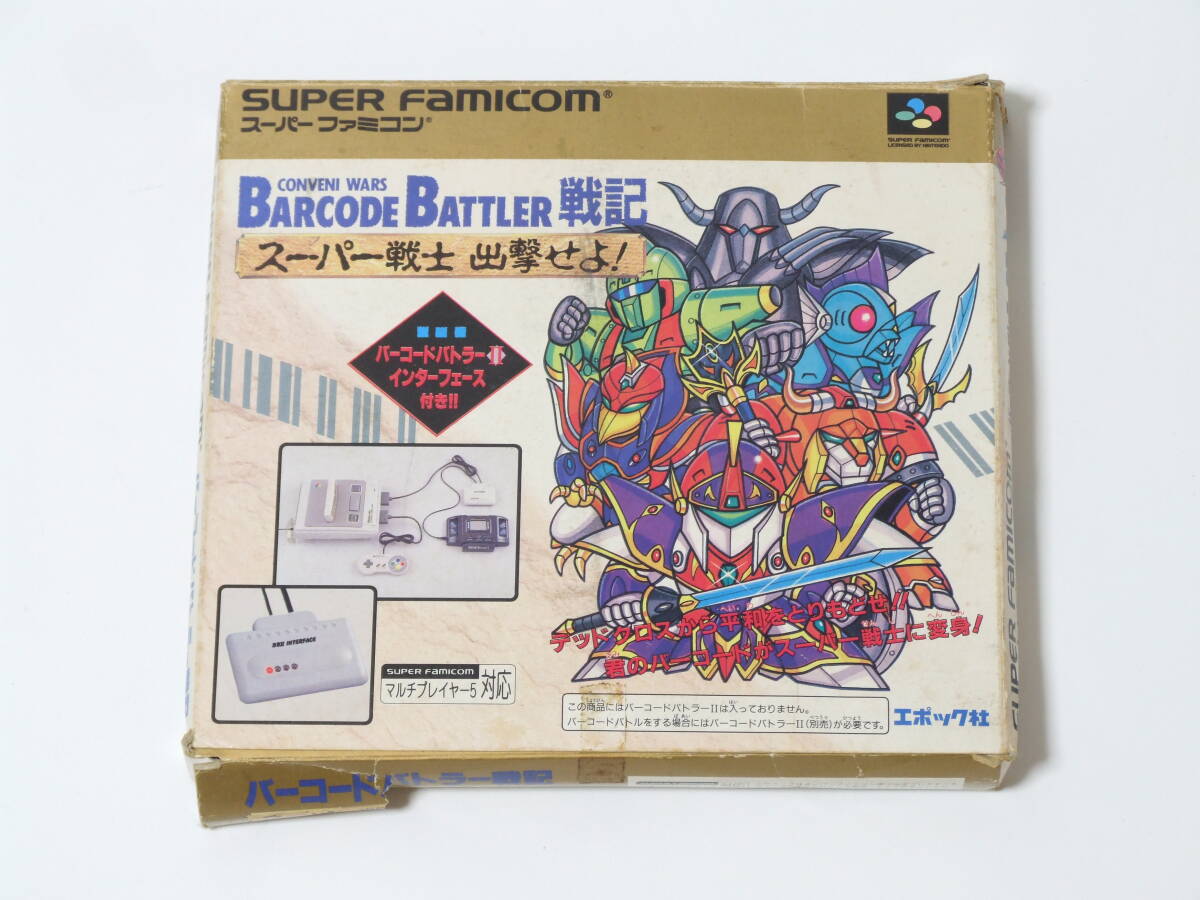 SUPER FAMICOM®
スーパーファミコン®
SUPER FAMICOM®
LICENSED BY NINTENDO
CONVENI WARS
BARCODE BATTLER 戦記
スーパー戦士 出撃せよ!
バーコードバトラーII
インターフェース
付き!!
BBII INTERFACE
SUPER FAMICOM
マルチプレイヤー5 対応
デッドクロスから平和をとりもどせ!!
君のバーコードがスーパー戦士に変身!
この商品にはバーコードバトラーIIは入っておりません。
バーコードバトルをする場合にはバーコードバトラーII(別売)が必要です。
エポック社
SUPER FAMICOM
バーコードバトラー戦記